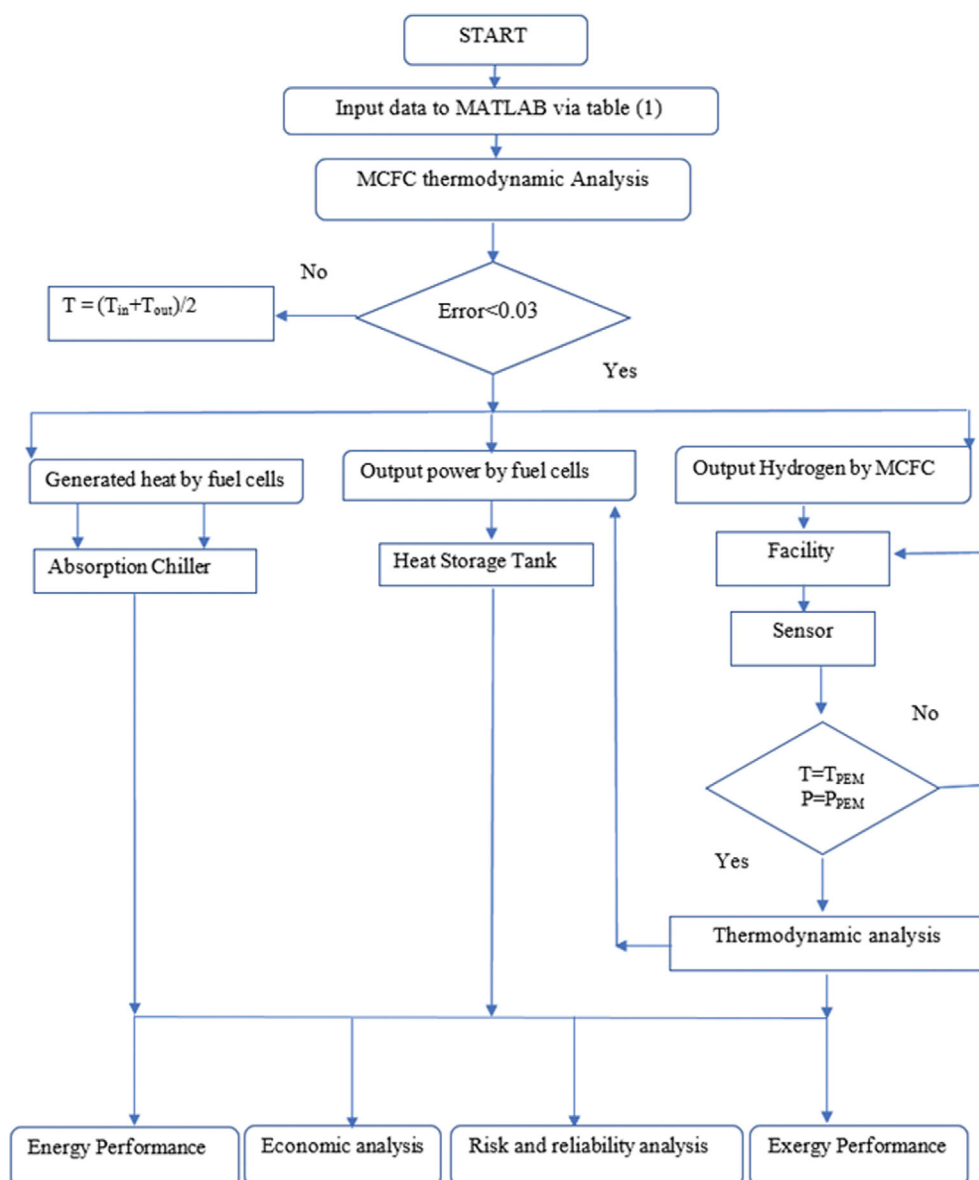 START
Input data to MATLAB via table (1)
MCFC thermodynamic Analysis
No
T = (Tin+Tout)/2
Error<0.03
Yes
Generated heat by fuel cells
Output power by fuel cells
Output Hydrogen by MCFC
Absorption Chiller
Heat Storage Tank
Facility
Sensor
No
T=TPEM
P=PPEM
Yes
Thermodynamic analysis
Energy Performance
Economic analysis
Risk and reliability analysis
Exergy Performance